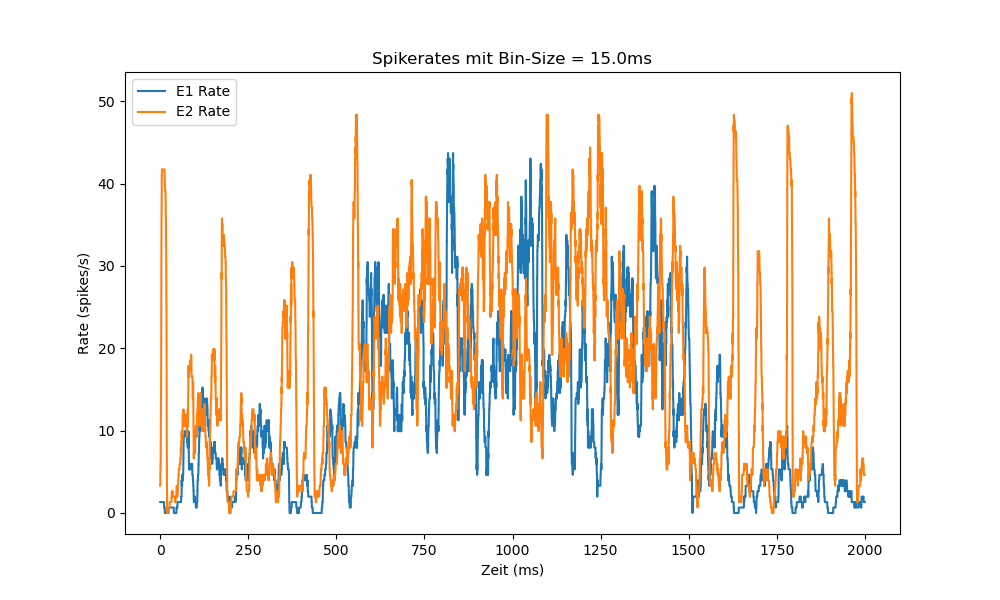 Spikerates mit Bin-Size = 15.0ms
E1 Rate
E2 Rate
Rate (spikes/s)
50
40
30
20
10
0
0 250 500 750 1000 1250 1500 1750 2000
Zeit (ms)